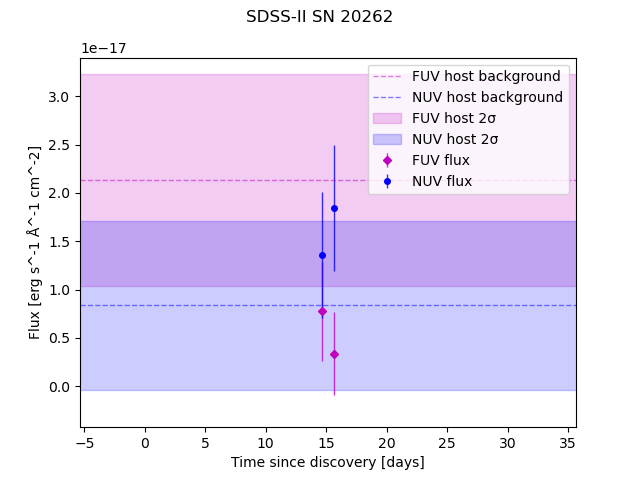 SDSS-II SN 20262
1e−17
FUV host background
NUV host background
FUV host 2σ
NUV host 2σ
FUV flux
NUV flux
3.0
2.5
2.0
1.5
1.0
0.5
0.0
Flux [erg s^-1 Å^-1 cm^-2]
−5 0 5 10 15 20 25 30 35
Time since discovery [days]